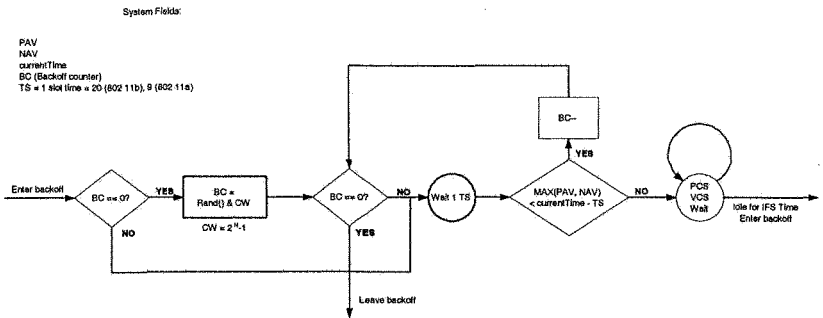 System Fields:
PAV
NAV
currentTime
BC (Backoff counter)
TS = 1 slot time = 20 (802 11b), 9 (802 11a)
BC--
YES
Enter backoff
BC == 0?
YES
BC =
Rand() & CW
CW = 2^N-1
NO
BC == 0?
NO
YES
Wait 1 TS
MAX(PAV, NAV)
< currentTime - TS
NO
PCS
VCS
Wait
Idle for IFS Time
Enter backoff
Leave backoff